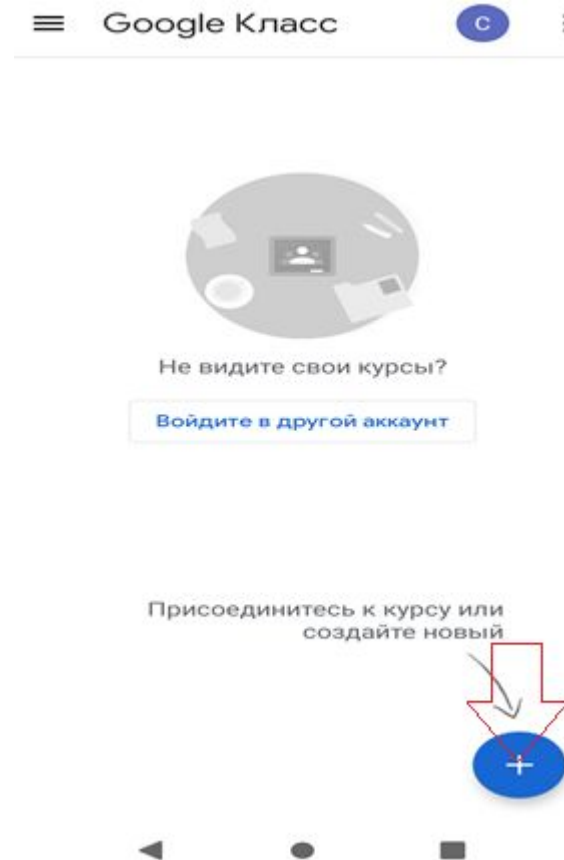 Google Класс
С
Не видите свои курсы?
Войдите в другой аккаунт
Присоединитесь к курсу или
создайте новый